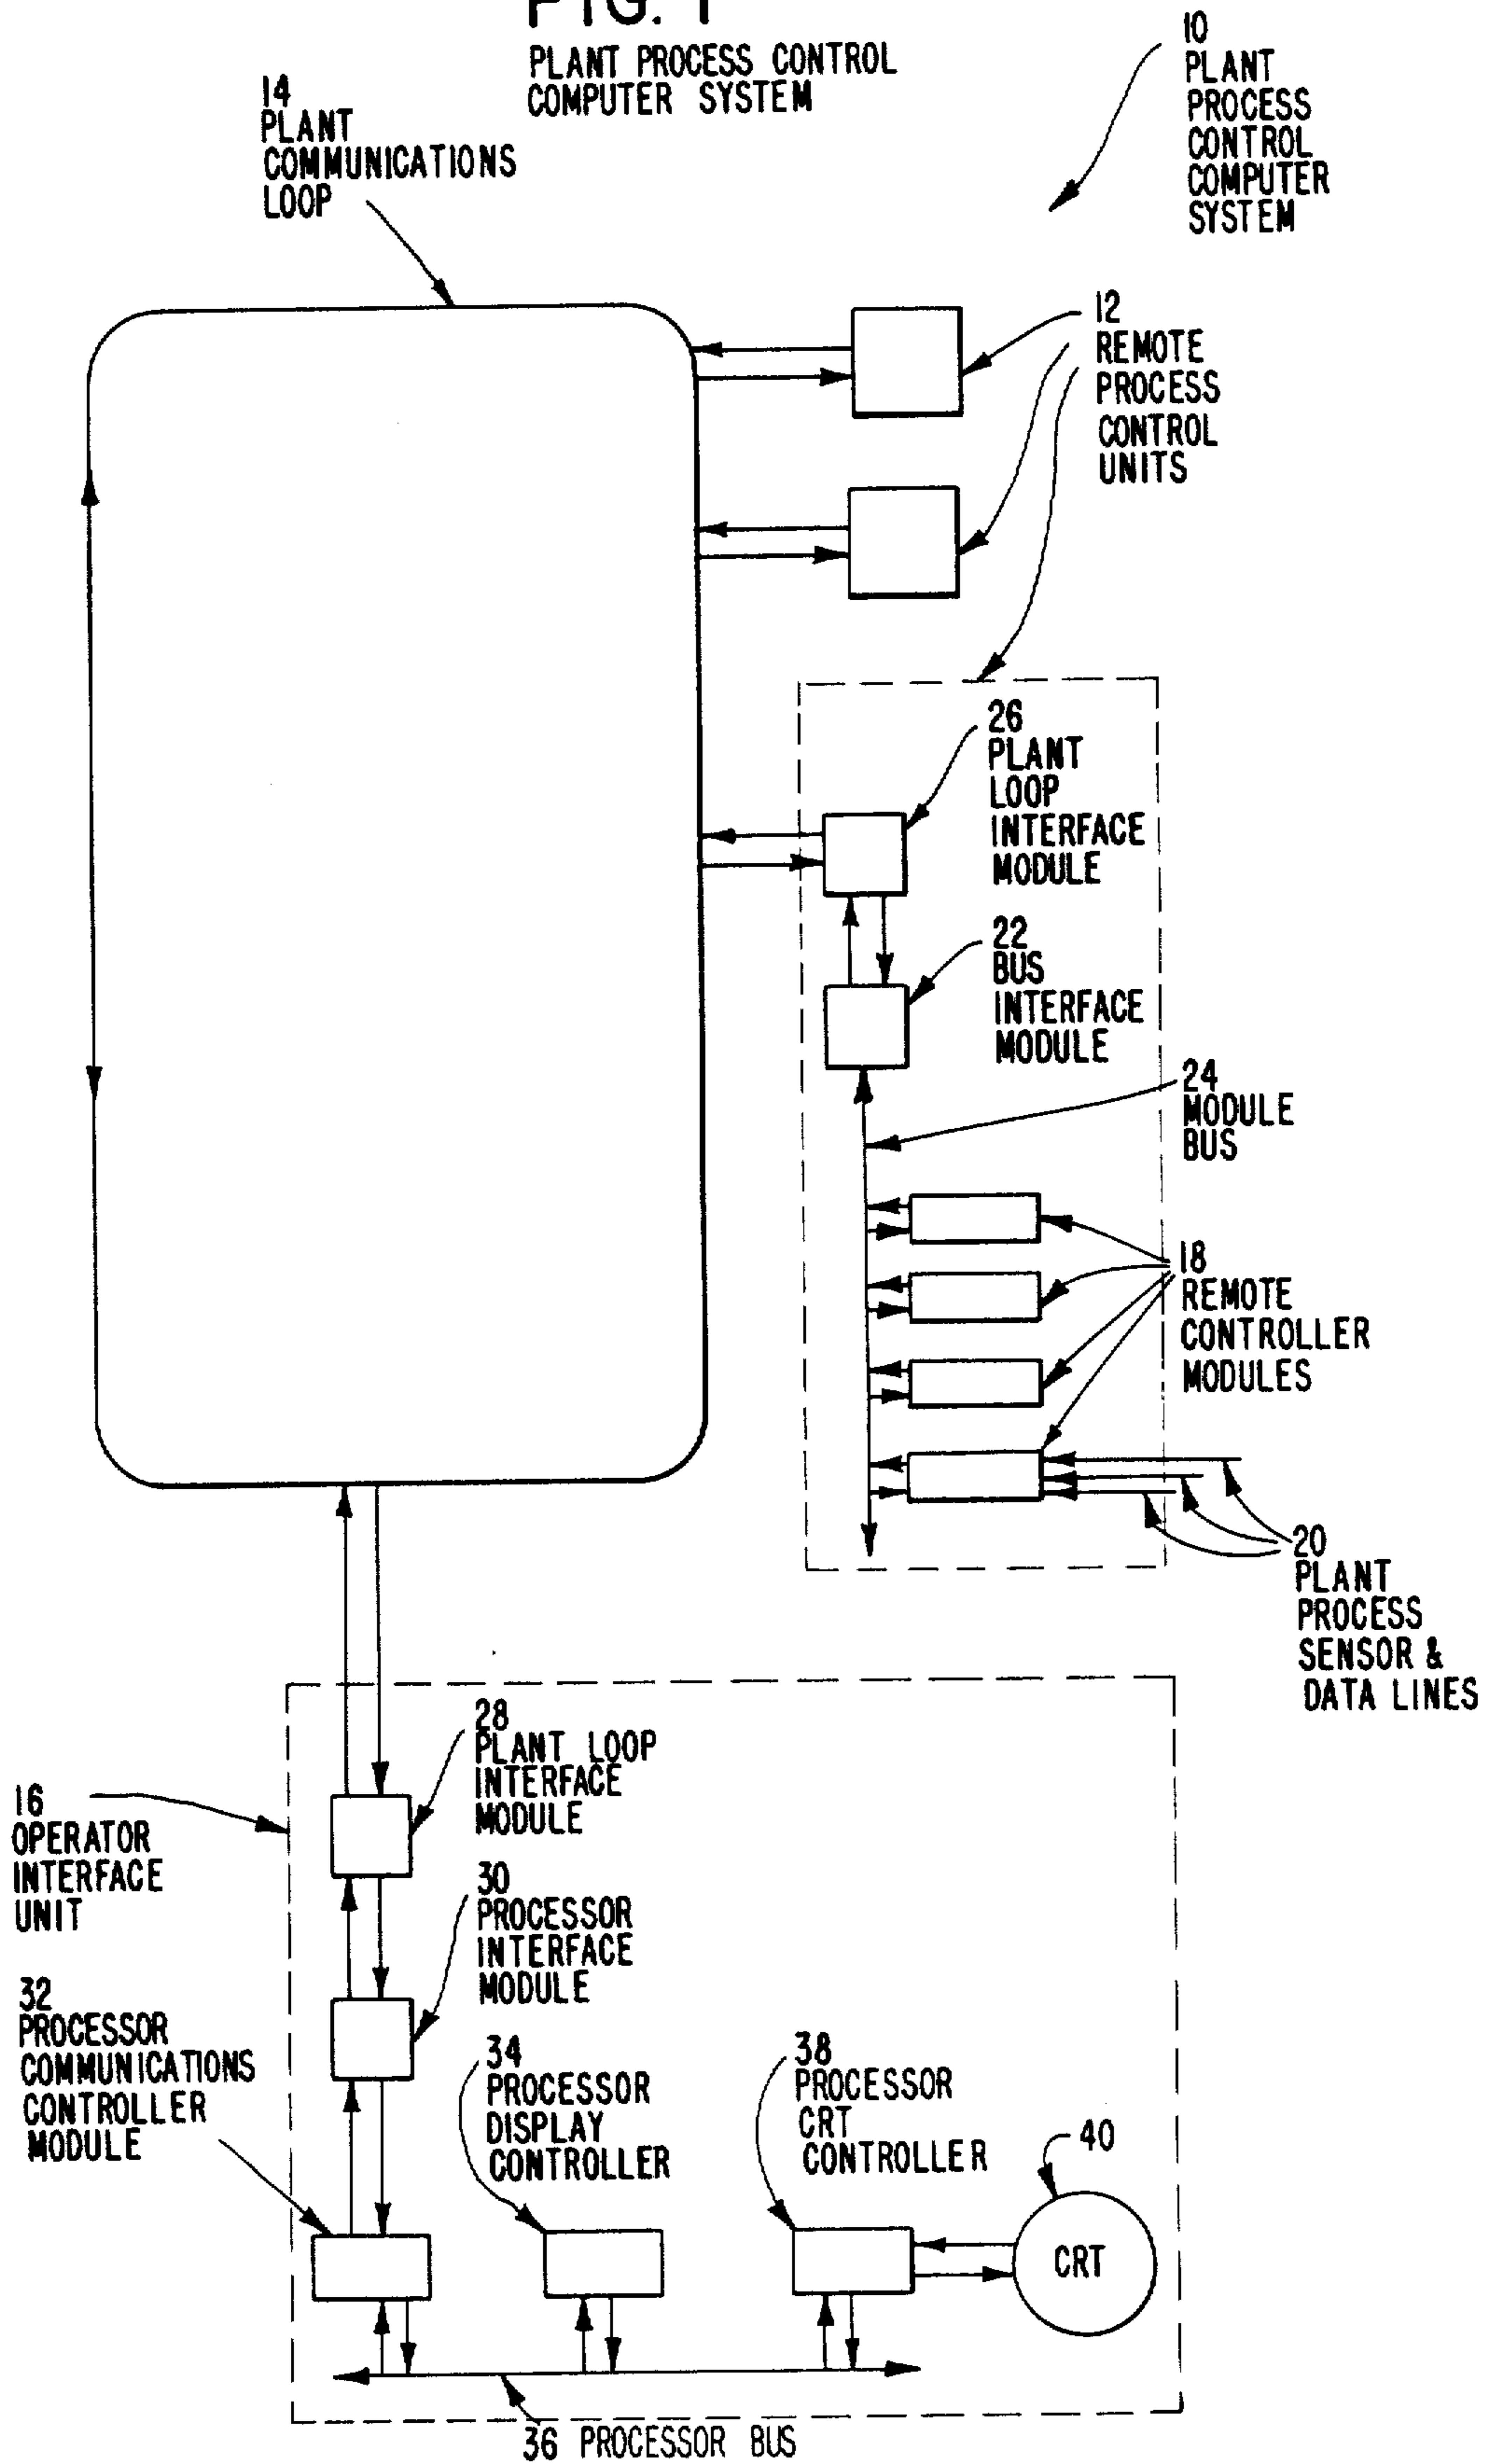 FIG. 1
PLANT PROCESS CONTROL
COMPUTER SYSTEM
10
PLANT
PROCESS
CONTROL
COMPUTER
SYSTEM
14
PLANT
COMMUNICATIONS
LOOP
12
REMOTE
PROCESS
CONTROL
UNITS
26
PLANT
LOOP
INTERFACE
MODULE
22
BUS
INTERFACE
MODULE
24
MODULE
BUS
18
REMOTE
CONTROLLER
MODULES
20
PLANT
PROCESS
SENSOR &
DATA LINES
28
PLANT LOOP
INTERFACE
MODULE
16
OPERATOR
INTERFACE
UNIT
30
PROCESSOR
INTERFACE
MODULE
32
PROCESSOR
COMMUNICATIONS
CONTROLLER
MODULE
34
PROCESSOR
DISPLAY
CONTROLLER
38
PROCESSOR
CRT
CONTROLLER
40
CRT
36 PROCESSOR BUS